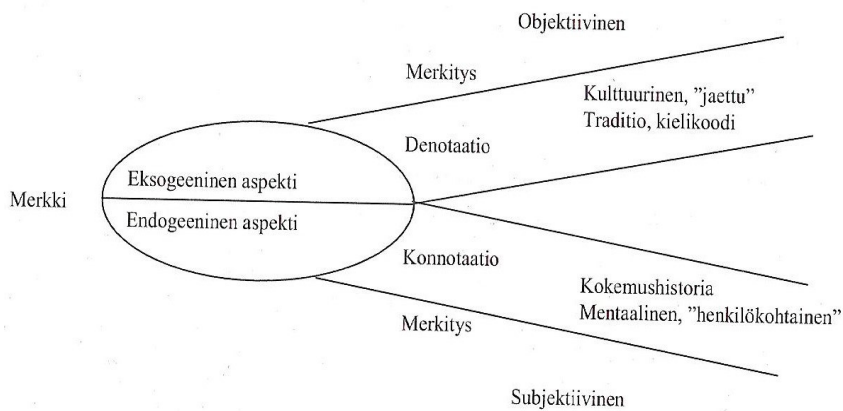 Objektiivinen
Merkitys
Kulttuurinen, ”jaettu”
Traditio, kielikoodi
Denotaatio
Eksogeeninen aspekti
Merkki
Endogeeninen aspekti
Konnotaatio
Kokemushistoria
Mentaalinen, ”henkilökohtainen”
Merkitys
Subjektiivinen